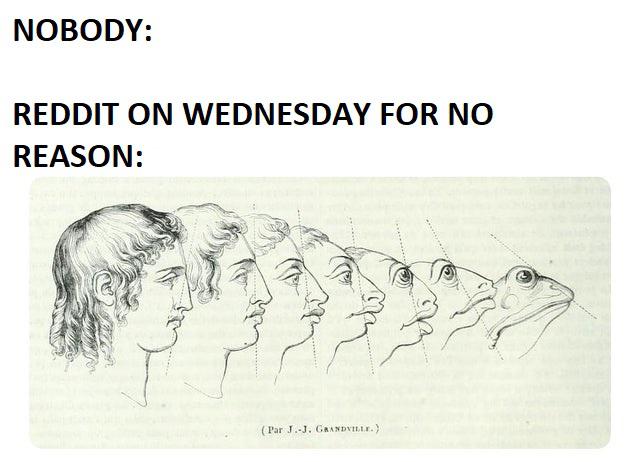 NOBODY:
REDDIT ON WEDNESDAY FOR NO
REASON:
(Par J.-J. GRANDVILLE.)